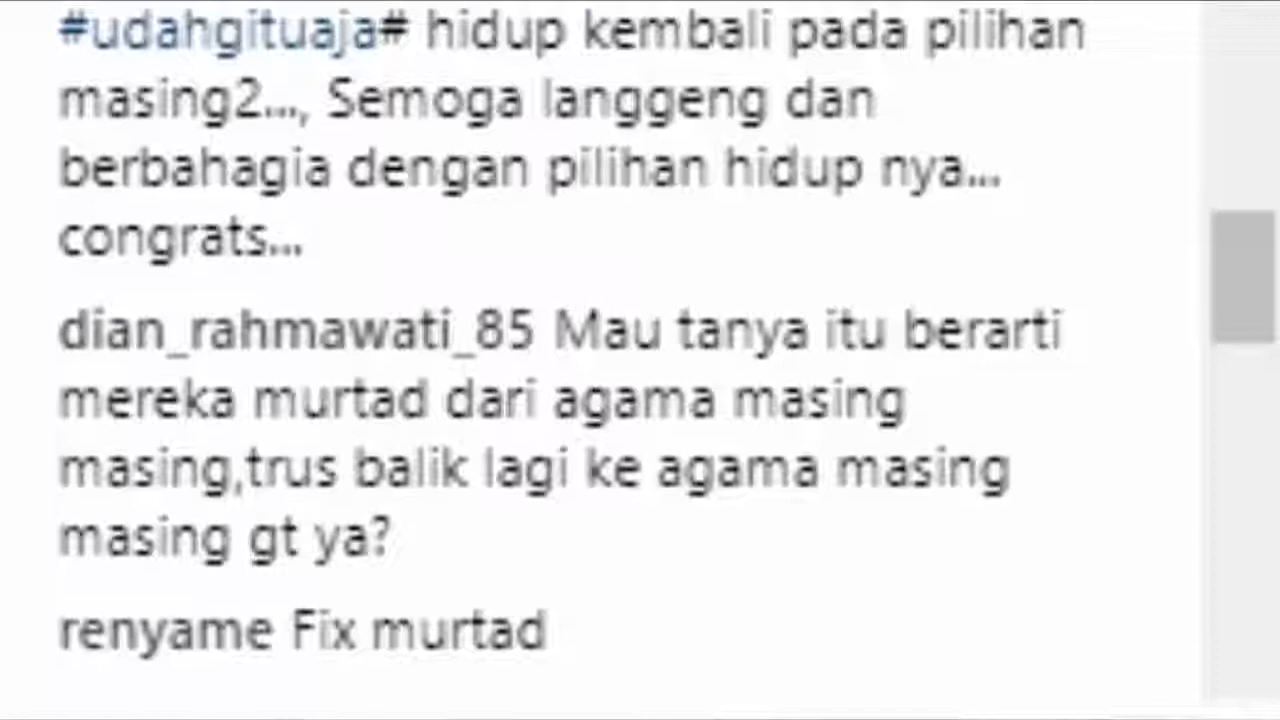 #udahgituaja# hidup kembali pada pilihan
masing2..., Semoga langgeng dan
berbahagia dengan pilihan hidup nya...
congrats...
dian_rahmawati_85 Mau tanya itu berarti
mereka murtad dari agama masing
masing,trus balik lagi ke agama masing
masing gt ya?
renyame Fix murtad